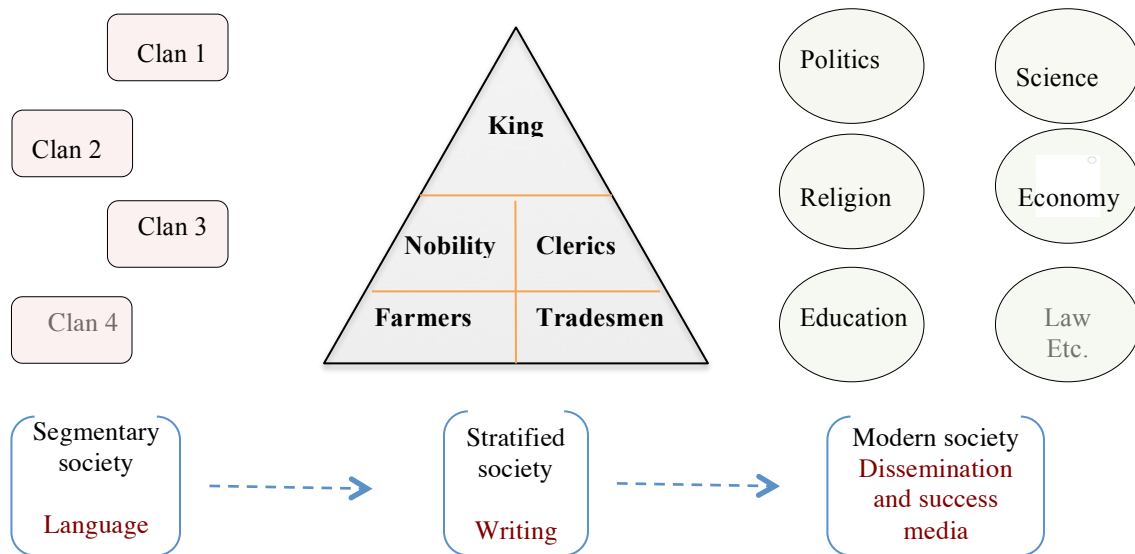 Clan 1
Clan 2
Clan 3
Clan 4
King
Nobility
Clerics
Farmers
Tradesmen
Politics
Science
Religion
Economy
Education
Law
Etc.
Segmentary
society
Language
Stratified
society
Writing
Modern society
Dissemination
and success
media